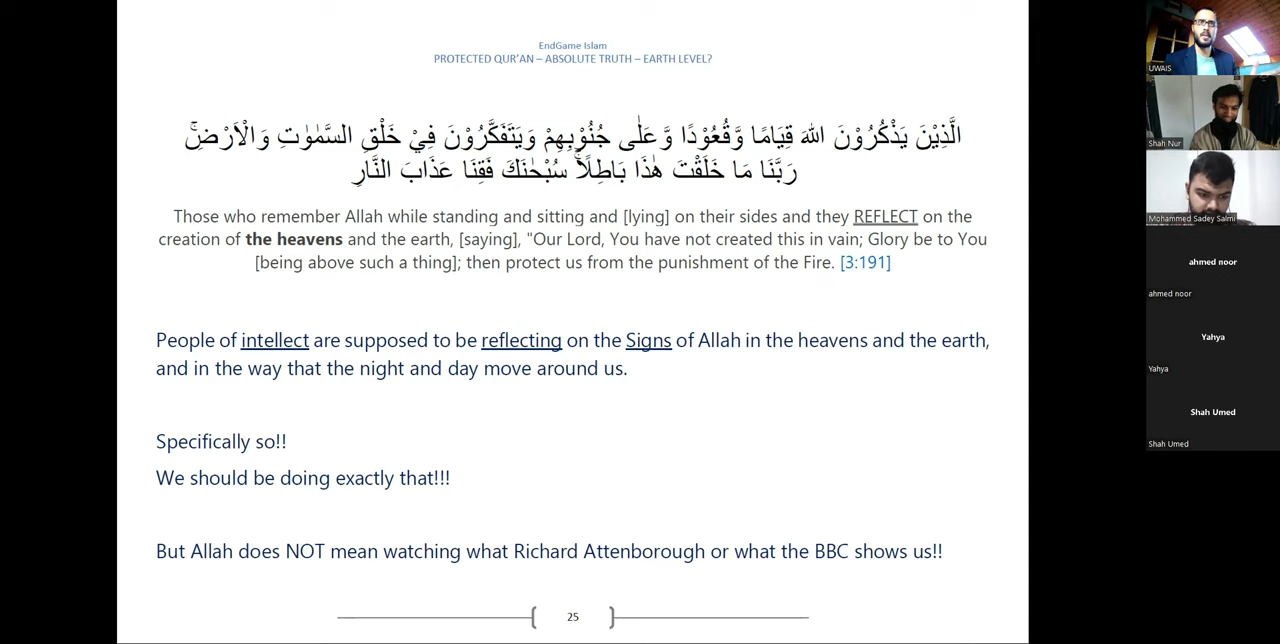 EndGame Islam
PROTECTED QUR'AN – ABSOLUTE TRUTH – EARTH LEVEL?
الَّذِيْنَ يَذْكُرُوْنَ اللّٰهَ قِيَامًا وَّقُعُوْدًا وَّعَلٰى جُنُوْبِهِمْ وَيَتَفَكَّرُوْنَ فِيْ خَلْقِ السَّمٰوٰتِ وَالْاَرْضِۚ
رَبَّنَا مَا خَلَقْتَ هٰذَا بَاطِلًاۚ سُبْحٰنَكَ فَقِنَا عَذَابَ النَّارِ
Those who remember Allah while standing and sitting and [lying] on their sides and they REFLECT on the
creation of the heavens and the earth, [saying], "Our Lord, You have not created this in vain; Glory be to You
[being above such a thing]; then protect us from the punishment of the Fire. [3:191]
People of intellect are supposed to be reflecting on the Signs of Allah in the heavens and the earth,
and in the way that the night and day move around us.
Specifically so!!
We should be doing exactly that!!!
But Allah does NOT mean watching what Richard Attenborough or what the BBC shows us!!
25
UWAIS
Shah Nur
Mohammed Sadey Salmi
ahmed noor
ahmed noor
Yahya
Yahya
Shah Umed
Shah Umed